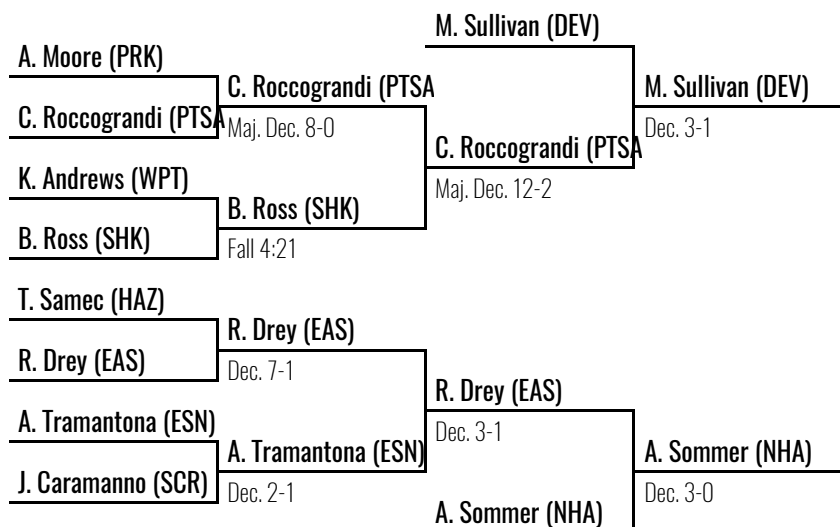 M. Sullivan (DEV)
A. Moore (PRK)
C. Roccograndi (PTSA
M. Sullivan (DEV)
C. Roccograndi (PTSA
Maj. Dec. 8-0
Dec. 3-1
C. Roccograndi (PTSA
K. Andrews (WPT)
Maj. Dec. 12-2
B. Ross (SHK)
B. Ross (SHK)
Fall 4:21
T. Samec (HAZ)
R. Drey (EAS)
R. Drey (EAS)
Dec. 7-1
R. Drey (EAS)
A. Tramantona (ESN)
Dec. 3-1
A. Tramantona (ESN)
A. Sommer (NHA)
J. Caramanno (SCR)
Dec. 2-1
Dec. 3-0
A. Sommer (NHA)